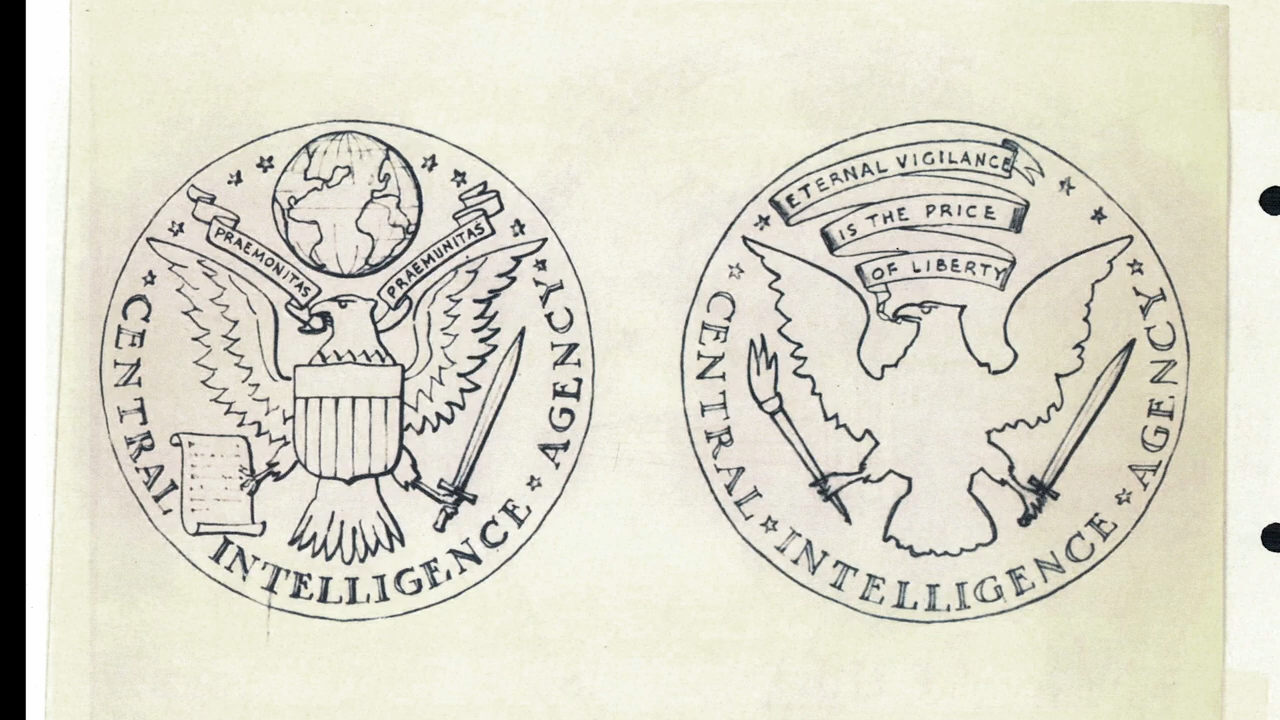 PRAEMONITAS PRAEMUNITAS
CENTRAL INTELLIGENCE AGENCY
ETERNAL VIGILANCE
IS THE PRICE
OF LIBERTY
CENTRAL INTELLIGENCE AGENCY